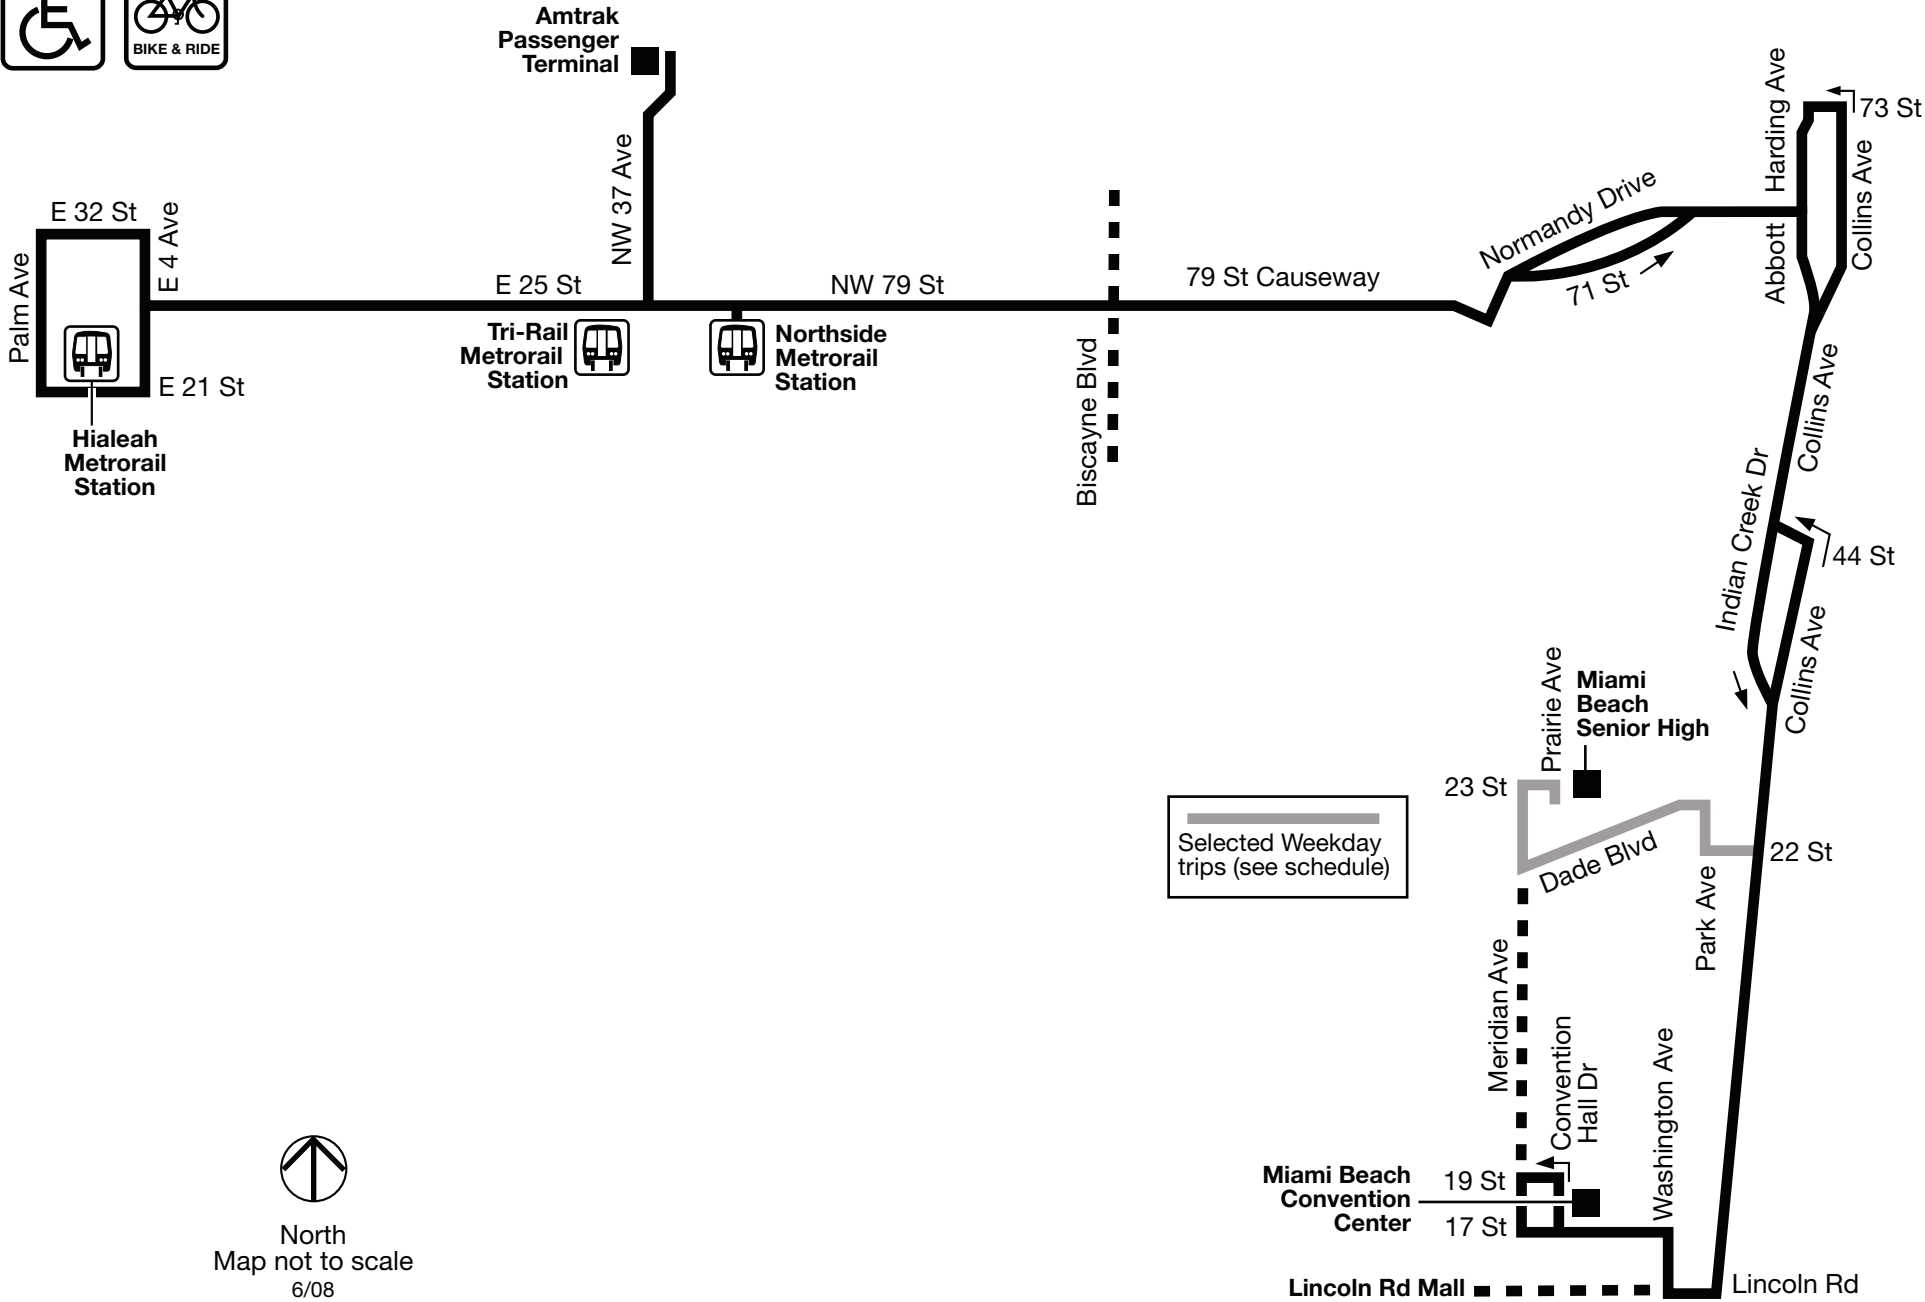 BIKE & RIDE
Amtrak
Passenger
Terminal
73 St
Harding Ave
Collins Ave
Abbott
Normandy Drive
71 St
NW 37 Ave
E 32 St
E 4 Ave
Palm Ave
E 25 St
NW 79 St
79 St Causeway
Tri-Rail
Metrorail
Station
Northside
Metrorail
Station
E 21 St
Hialeah
Metrorail
Station
Biscayne Blvd
Collins Ave
Indian Creek Dr
44 St
Collins Ave
Prairie Ave
Miami
Beach
Senior High
23 St
Selected Weekday
trips (see schedule)
Dade Blvd
22 St
Park Ave
Meridian Ave
Convention
Hall Dr
Washington Ave
Miami Beach
Convention
Center
19 St
17 St
Lincoln Rd Mall
Lincoln Rd
North
Map not to scale
6/08